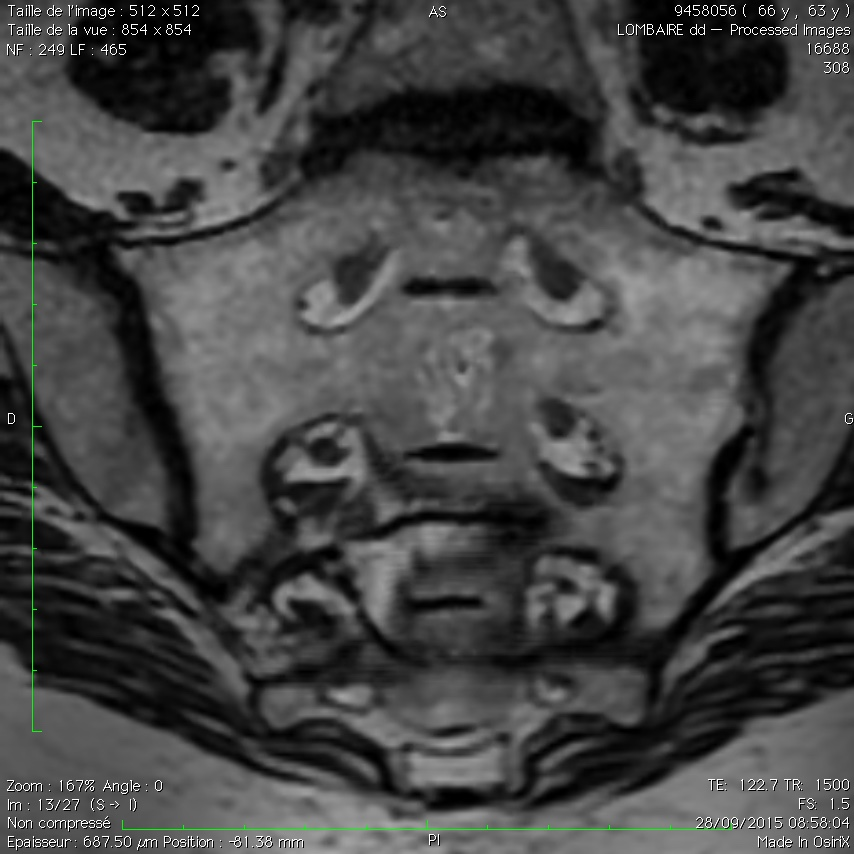 Taille de l'image : 512 x 512
Taille de la vue : 854 x 854
NF : 249 LF : 465
AS
9458056 ( 66 y , 63 y )
LOMBAIRE dd — Processed Images
16688
308
D
G
Zoom : 167% Angle : 0
Im : 13/27 (S -> I)
Non compressé
Epaisseur : 687.50 µm Position : -81.38 mm
PI
TE: 122.7 TR: 1500
FS: 1.5
28/09/2015 08:58:04
Made In OsiriX